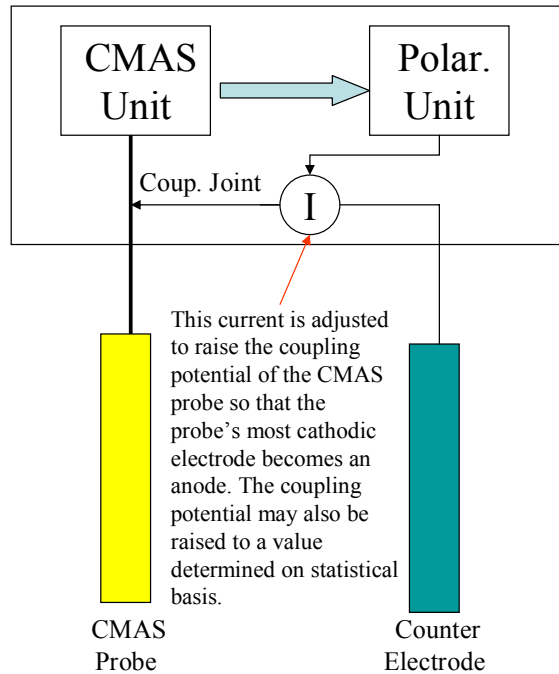 CMAS
Unit
Polar.
Unit
Coup. Joint
I
This current is adjusted
to raise the coupling
potential of the CMAS
probe so that the
probe’s most cathodic
electrode becomes an
anode. The coupling
potential may also be
raised to a value
determined on statistical
basis.
CMAS
Probe
Counter
Electrode